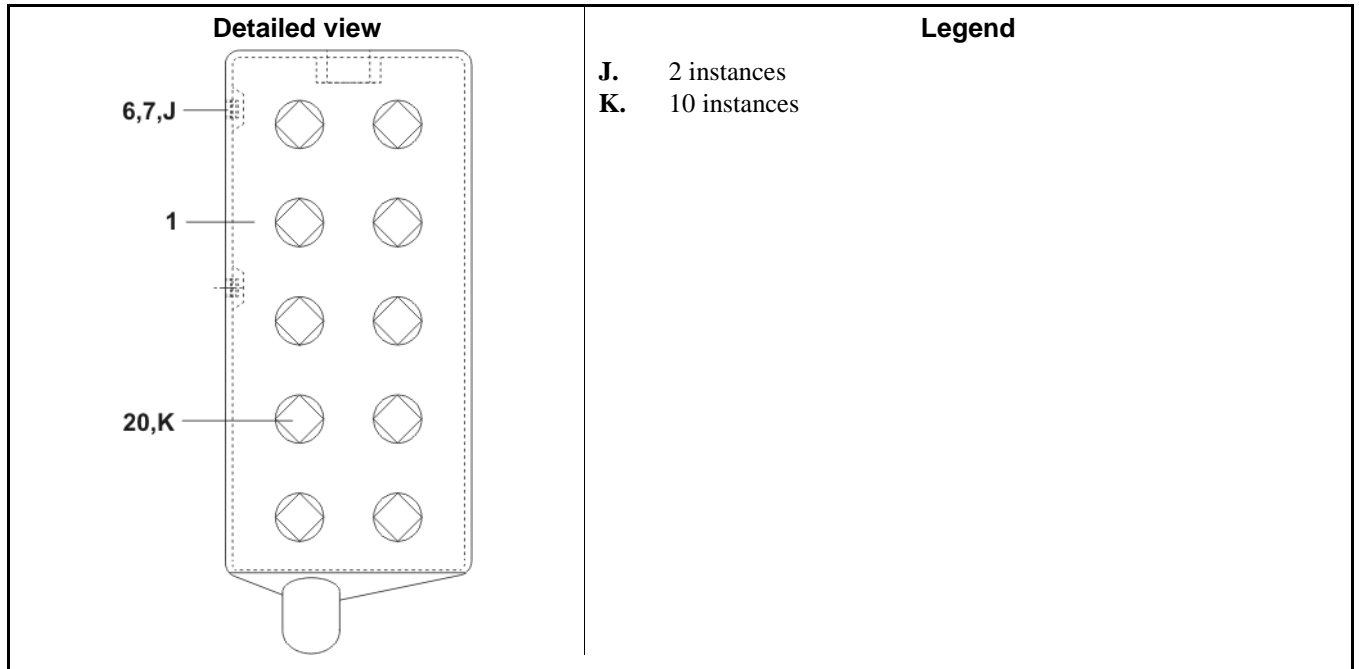 Detailed view
6,7,J
1
20,K
Legend
J. 2 instances
K. 10 instances